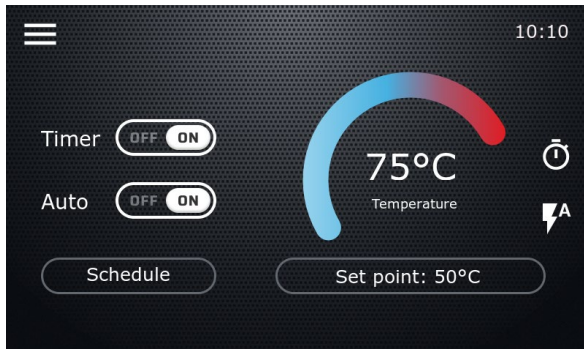 10:10
Timer OFF ON
Auto OFF ON
75°C
Temperature
A
Schedule
Set point: 50°C